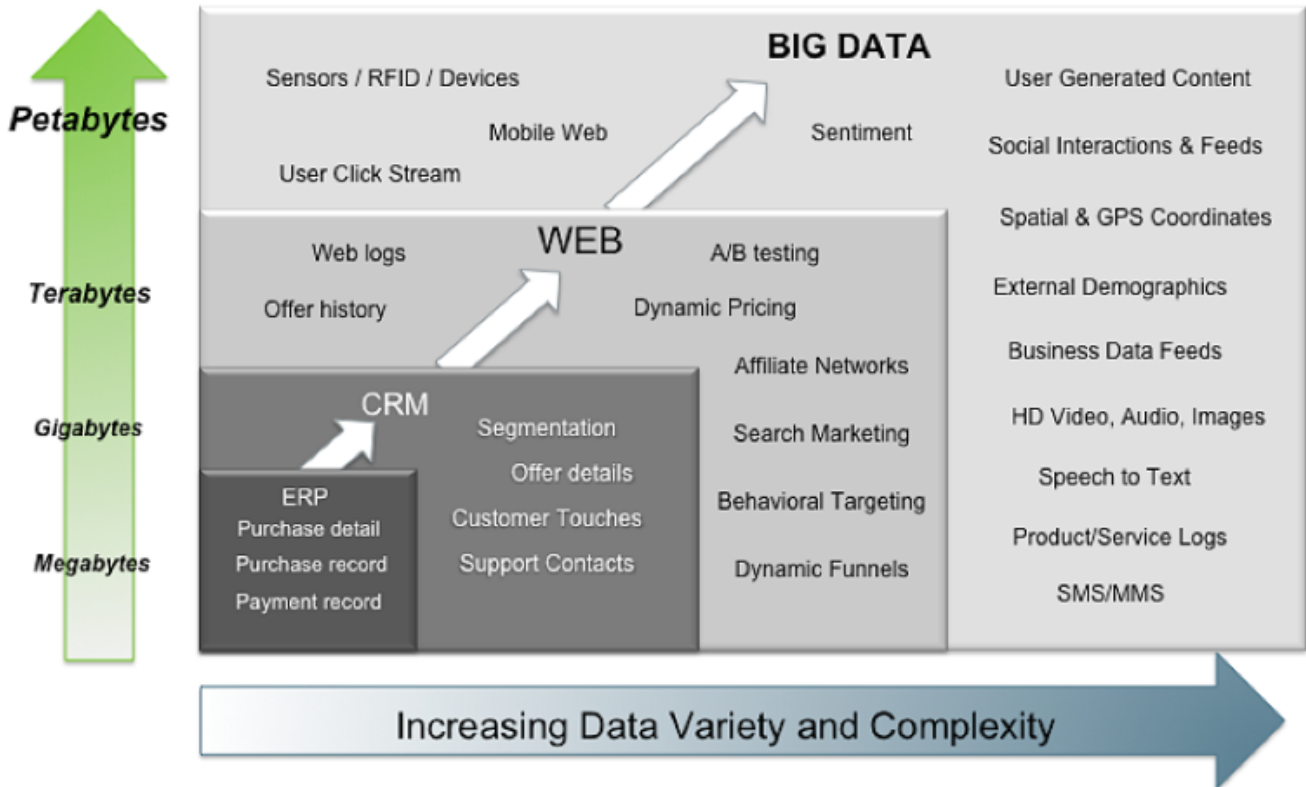 BIG DATA
Sensors / RFID / Devices
User Generated Content
Petabytes
Mobile Web
Sentiment
Social Interactions & Feeds
User Click Stream
Spatial & GPS Coordinates
WEB
Web logs
A/B testing
Terabytes
External Demographics
Offer history
Dynamic Pricing
Business Data Feeds
Affiliate Networks
CRM
HD Video, Audio, Images
Gigabytes
Segmentation
Search Marketing
Offer details
Speech to Text
ERP
Behavioral Targeting
Purchase detail
Customer Touches
Product/Service Logs
Megabytes
Purchase record
Support Contacts
Dynamic Funnels
SMS/MMS
Payment record
Increasing Data Variety and Complexity